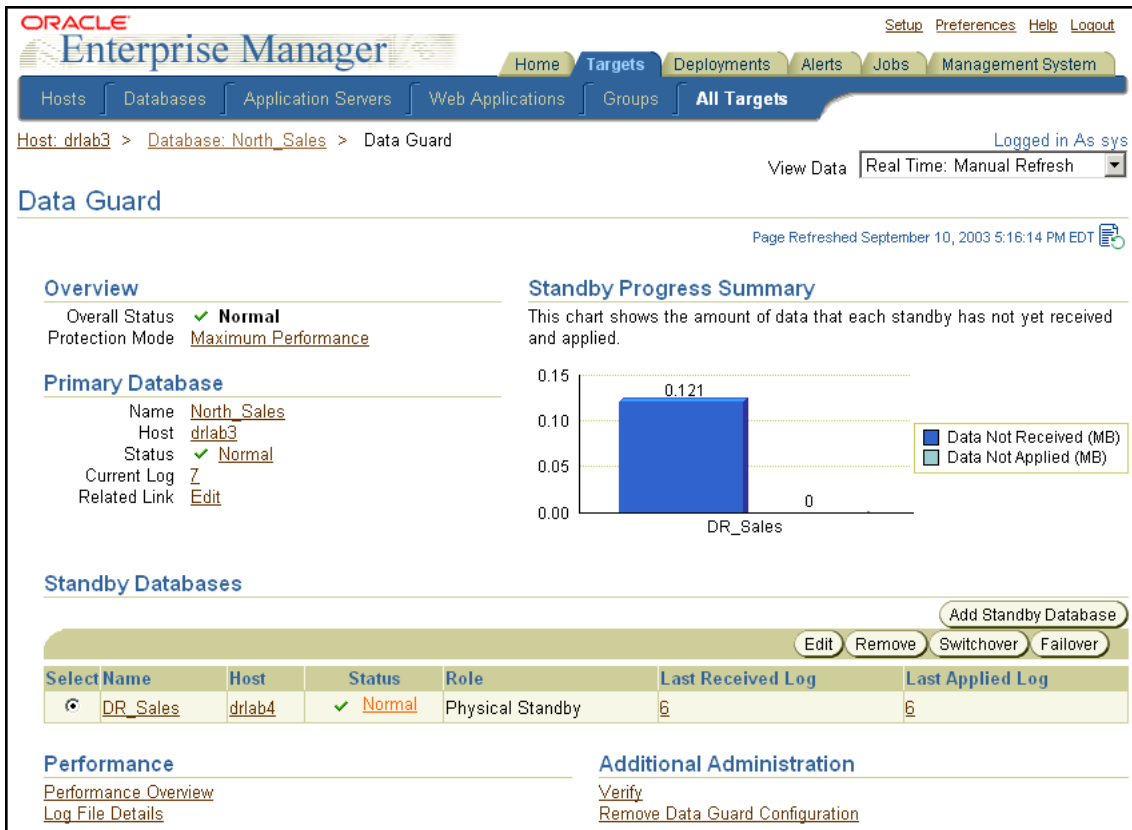 ORACLE
Enterprise Manager
Setup Preferences Help Logout
Home Targets Deployments Alerts Jobs Management System
Hosts Databases Application Servers Web Applications Groups All Targets
Host: drlab3 > Database: North_Sales > Data Guard
Logged in As sys
View Data Real Time: Manual Refresh
Data Guard
Page Refreshed September 10, 2003 5:16:14 PM EDT
Overview
Overall Status Normal
Protection Mode Maximum Performance
Primary Database
Name North_Sales
Host drlab3
Status Normal
Current Log 7
Related Link Edit
Standby Progress Summary
This chart shows the amount of data that each standby has not yet received
and applied.
0.15
0.121
0.10
0.05
0
0.00
DR_Sales
Data Not Received (MB)
Data Not Applied (MB)
Standby Databases
Add Standby Database
Edit Remove Switchover Failover
Select Name Host Status Role Last Received Log Last Applied Log
DR_Sales drlab4 Normal Physical Standby 6 6
Performance
Performance Overview
Log File Details
Additional Administration
Verify
Remove Data Guard Configuration